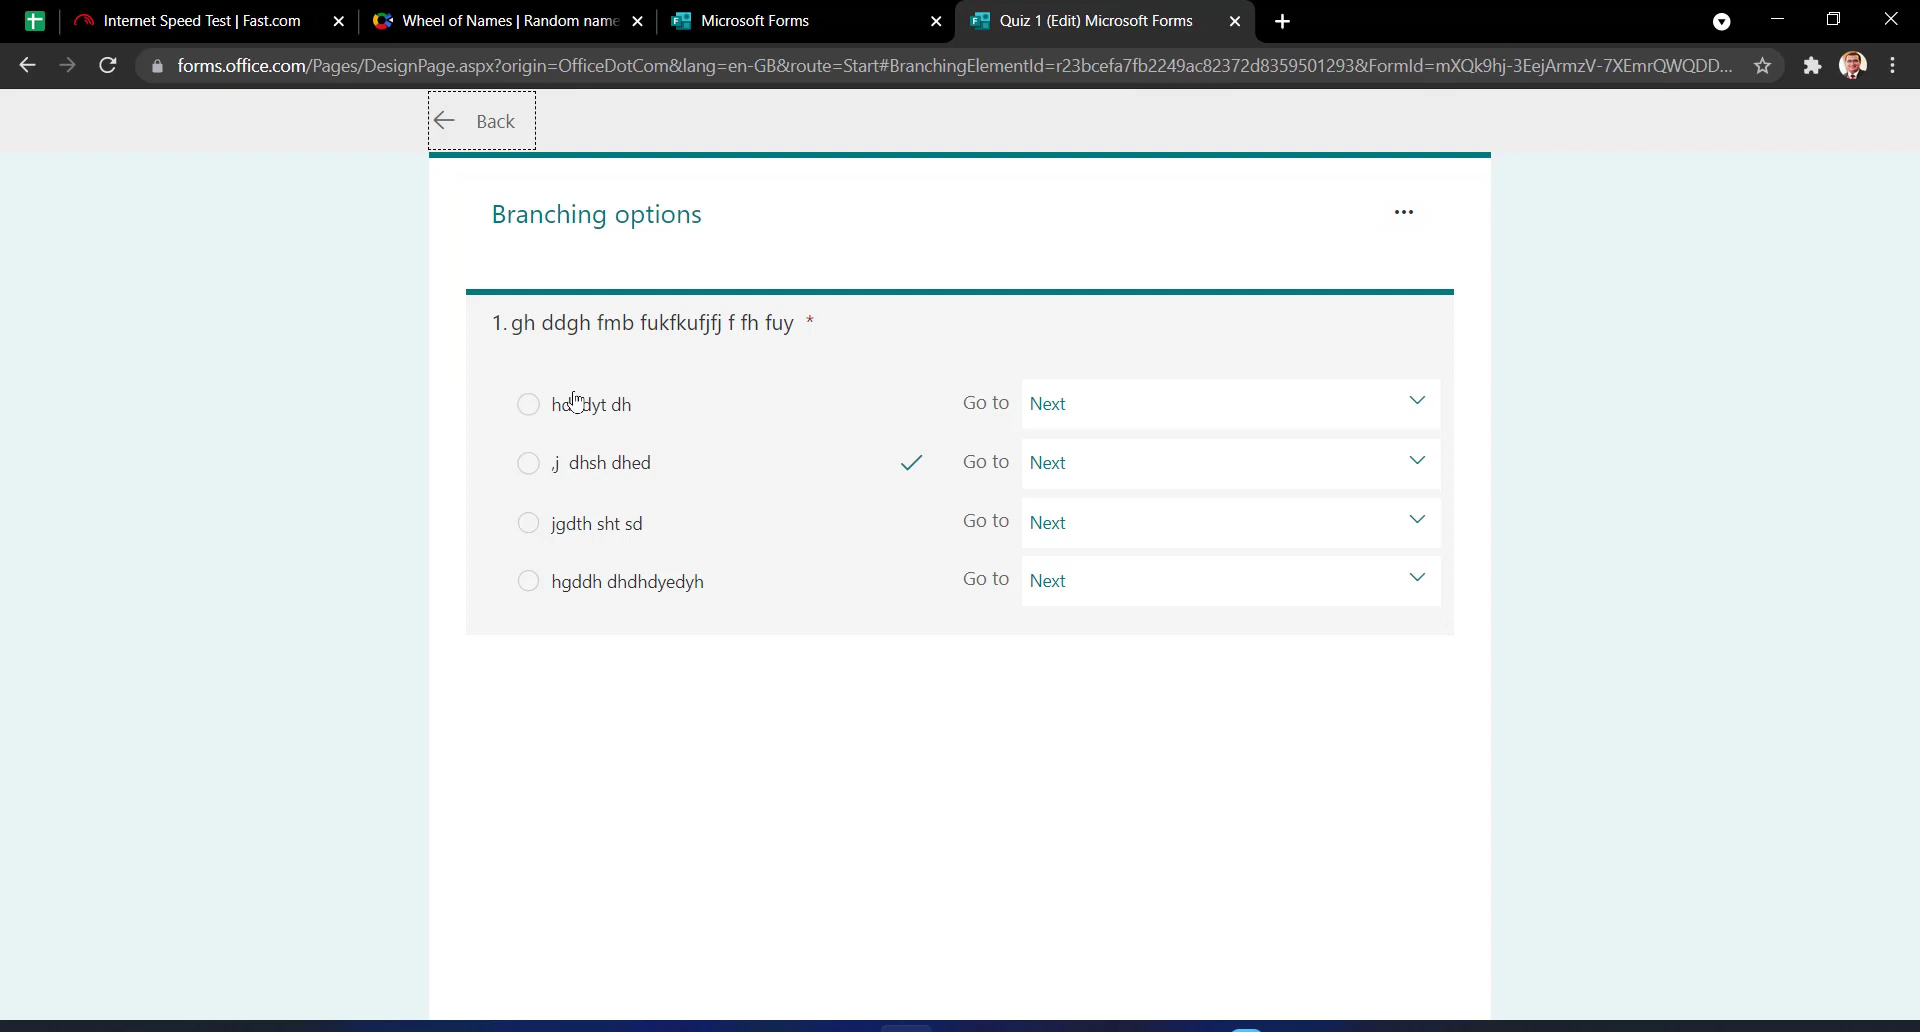 Internet Speed Test | Fast.com
Wheel of Names | Random name
Microsoft Forms
Quiz 1 (Edit) Microsoft Forms
forms.office.com/Pages/DesignPage.aspx?origin=OfficeDotCom&lang=en-GB&route=Start#BranchingElementId=r23bcefa7fb2249ac82372d8359501293&FormId=mXQk9hj-3EejArmzV-7XEmrQWQDD...
Back
Branching options
1. gh ddgh fmb fukfkufjfj f fh fuy *
dh
Go to
Next
,j dhsh dhed
Go to
Next
jgdth sht sd
Go to
Next
hgddh dhdhdyedyh
Go to
Next